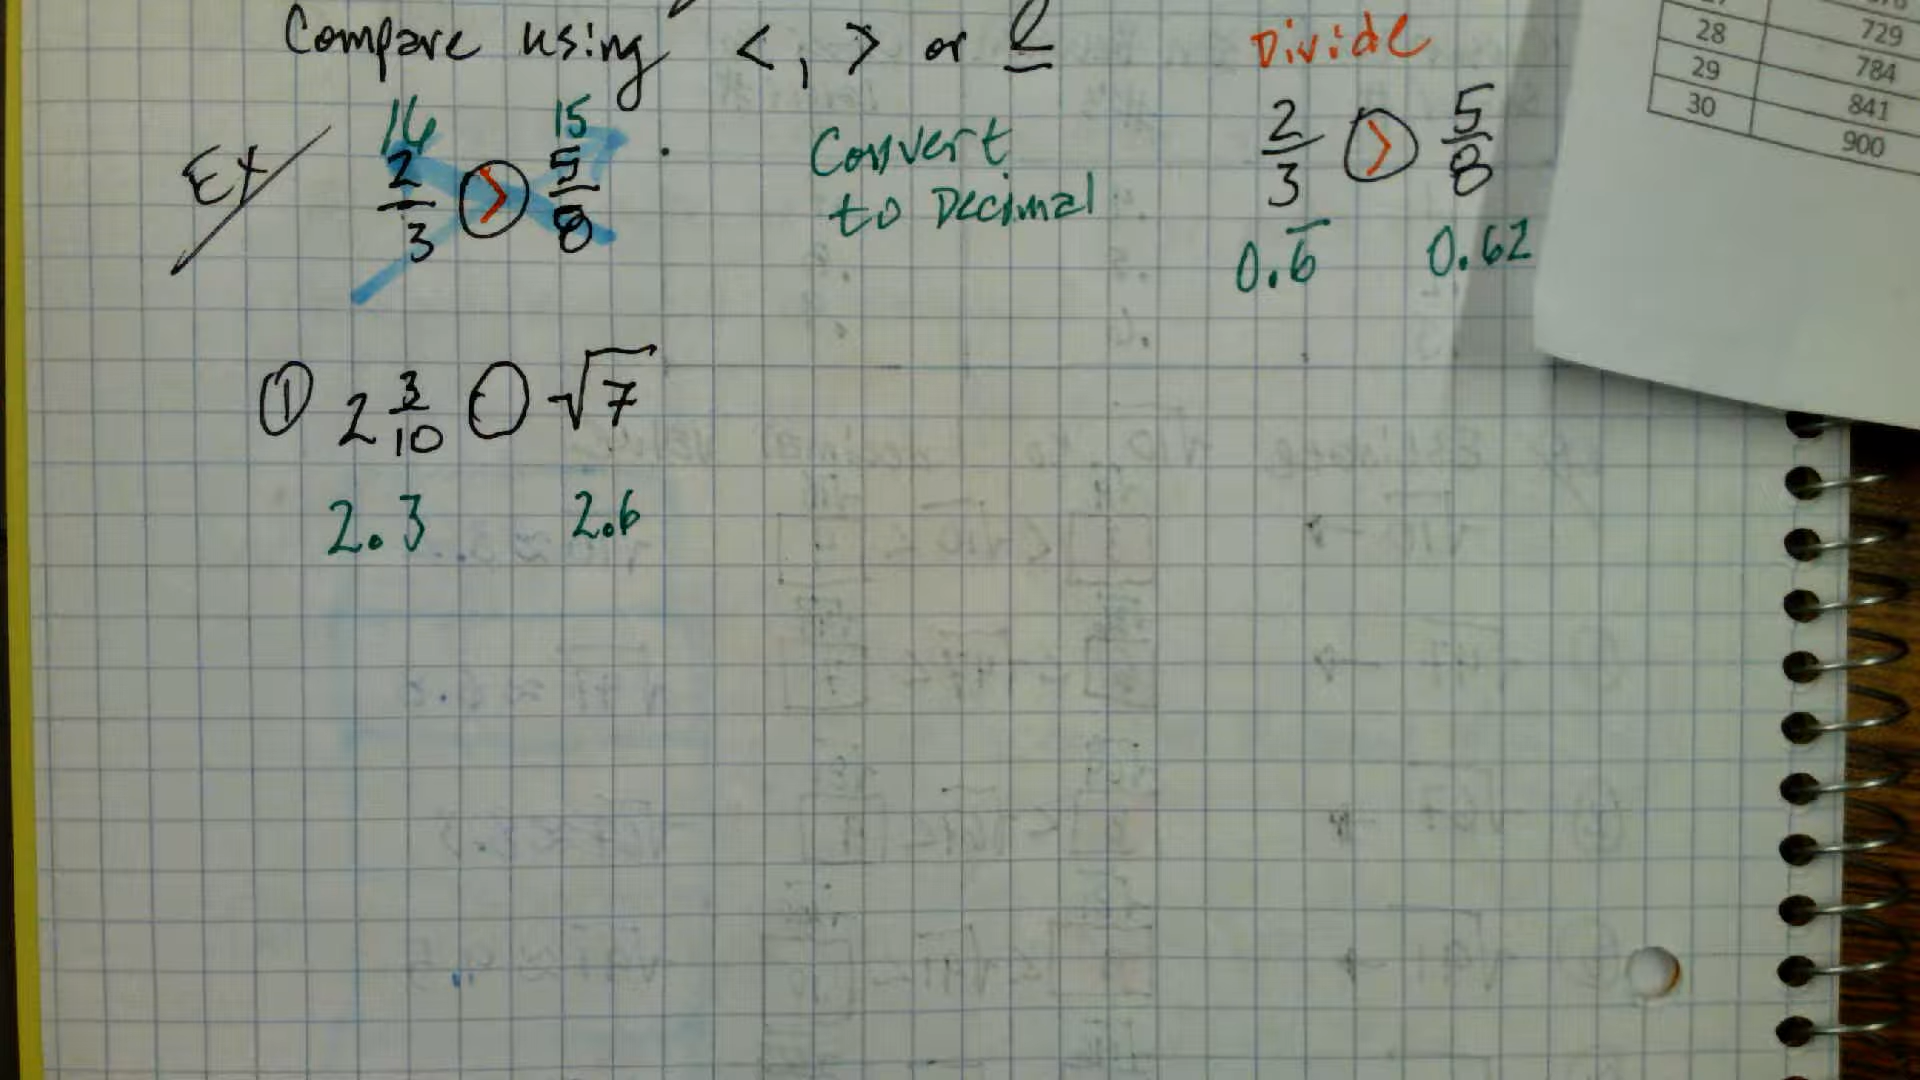 Compare using <, > or =
Divide
16 15
Ex 2/3 > 5/8
Convert
to Decimal
2/3 > 5/8
0.6̅ 0.62
① 2 3/10 ○ √7
2.3 2.6
28 729
29 784
30 841
900